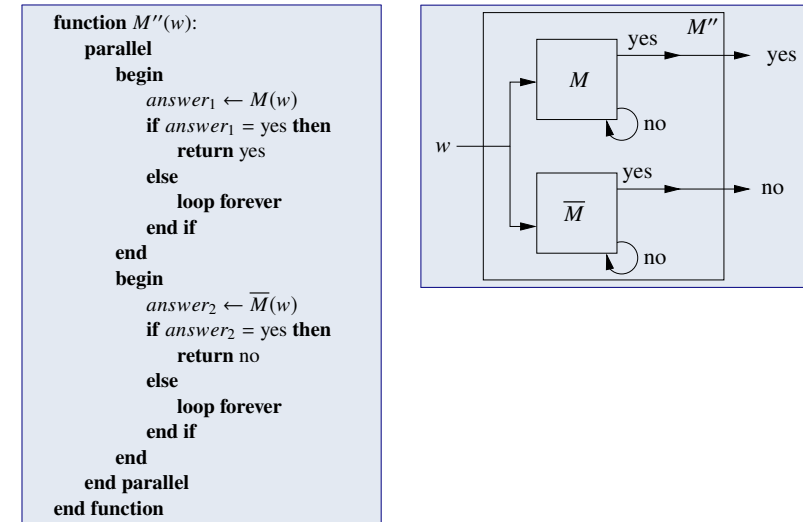 function M′′(w):
parallel
begin
answer₁ ← M(w)
if answer₁ = yes then
return yes
else
loop forever
end if
end
begin
answer₂ ← M̅(w)
if answer₂ = yes then
return no
else
loop forever
end if
end
end parallel
end function
M′′
yes
yes
M
no
w
yes
no
M̅
no